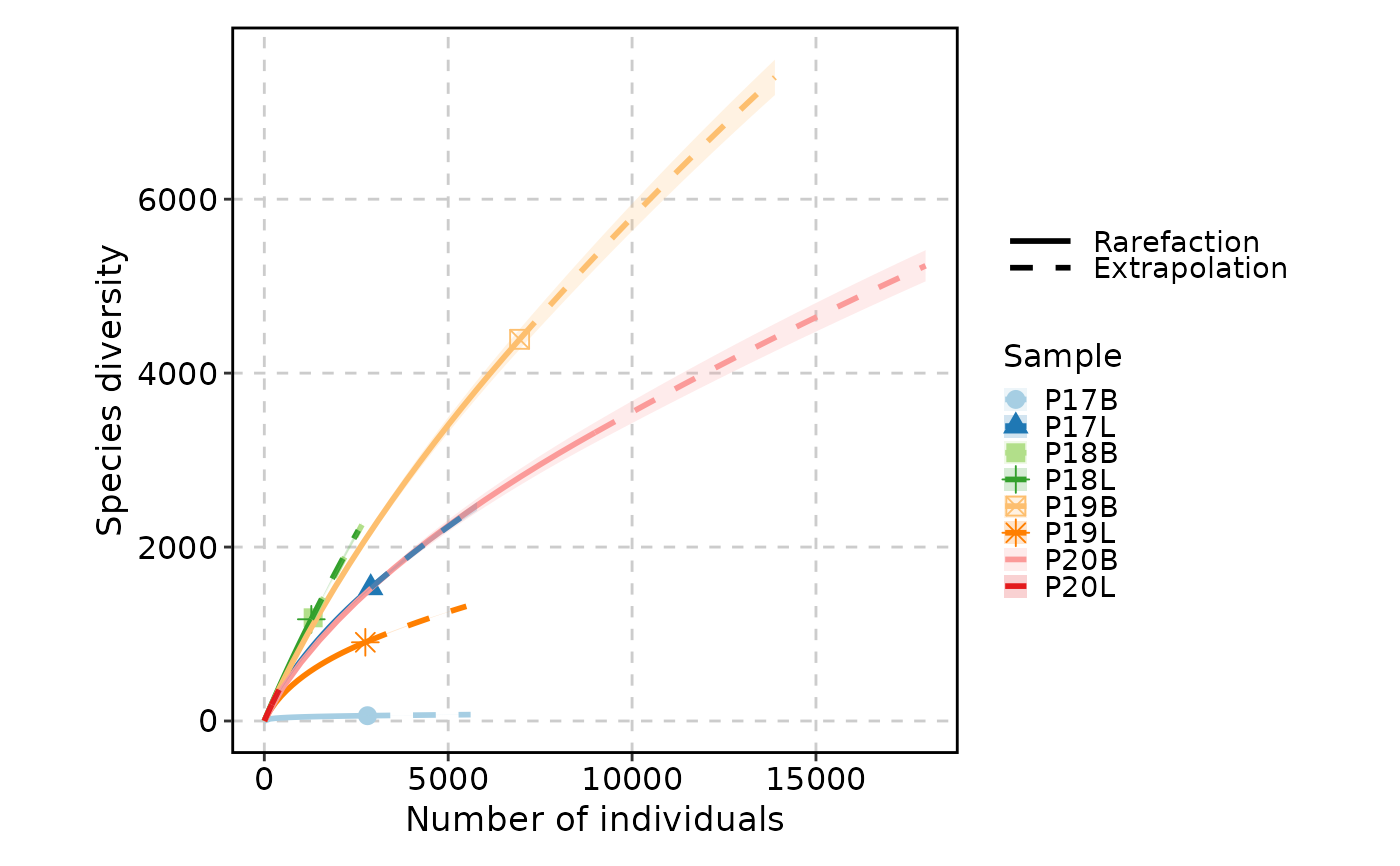 6000
4000
2000
0
Species diversity
0 5000 10000 15000
Number of individuals
Rarefaction
Extrapolation
Sample
P17B
P17L
P18B
P18L
P19B
P19L
P20B
P20L